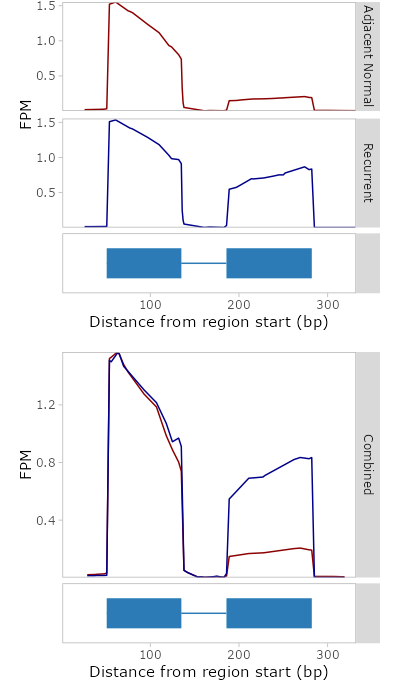 1.5
1.0
0.5
Adjacent Normal
FPM
1.5
1.0
0.5
Recurrent
100 200 300
Distance from region start (bp)
1.2
0.8
0.4
FPM
Combined
100 200 300
Distance from region start (bp)